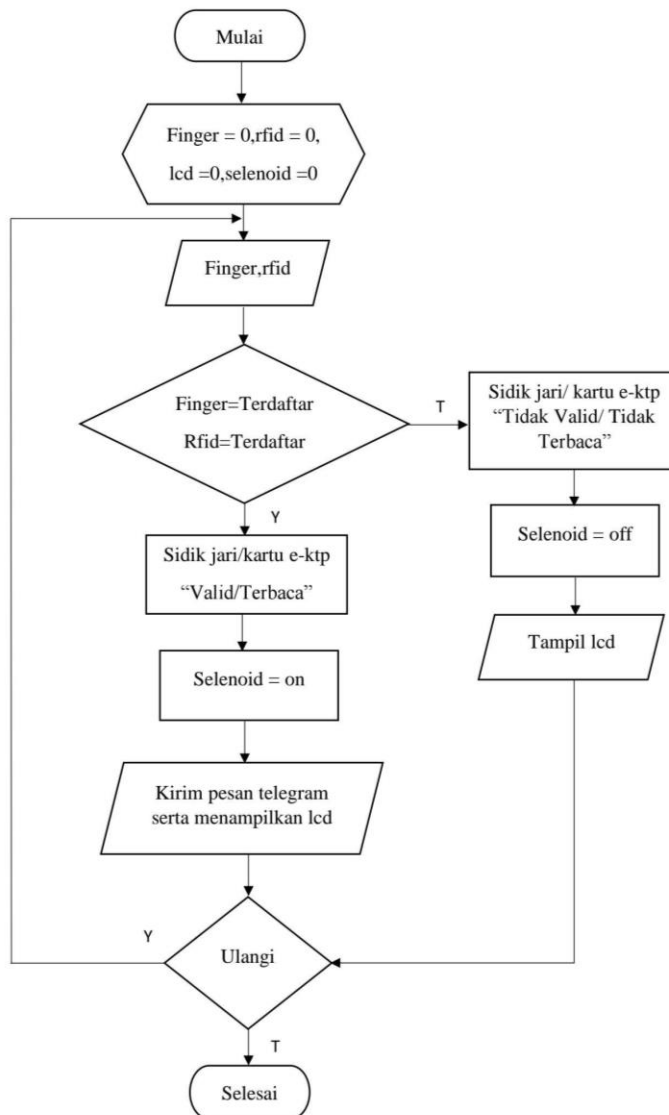 Mulai
Finger = 0,rfid = 0,
lcd =0,selenoid =0
Finger,rfid
Finger=Terdaftar
Rfid=Terdaftar
T
Sidik jari/ kartu e-ktp
“Tidak Valid/ Tidak
Terbaca”
Selenoid = off
Tampil lcd
Y
Sidik jari/kartu e-ktp
“Valid/Terbaca”
Selenoid = on
Kirim pesan telegram
serta menampilkan lcd
Ulangi
Y
T
Selesai